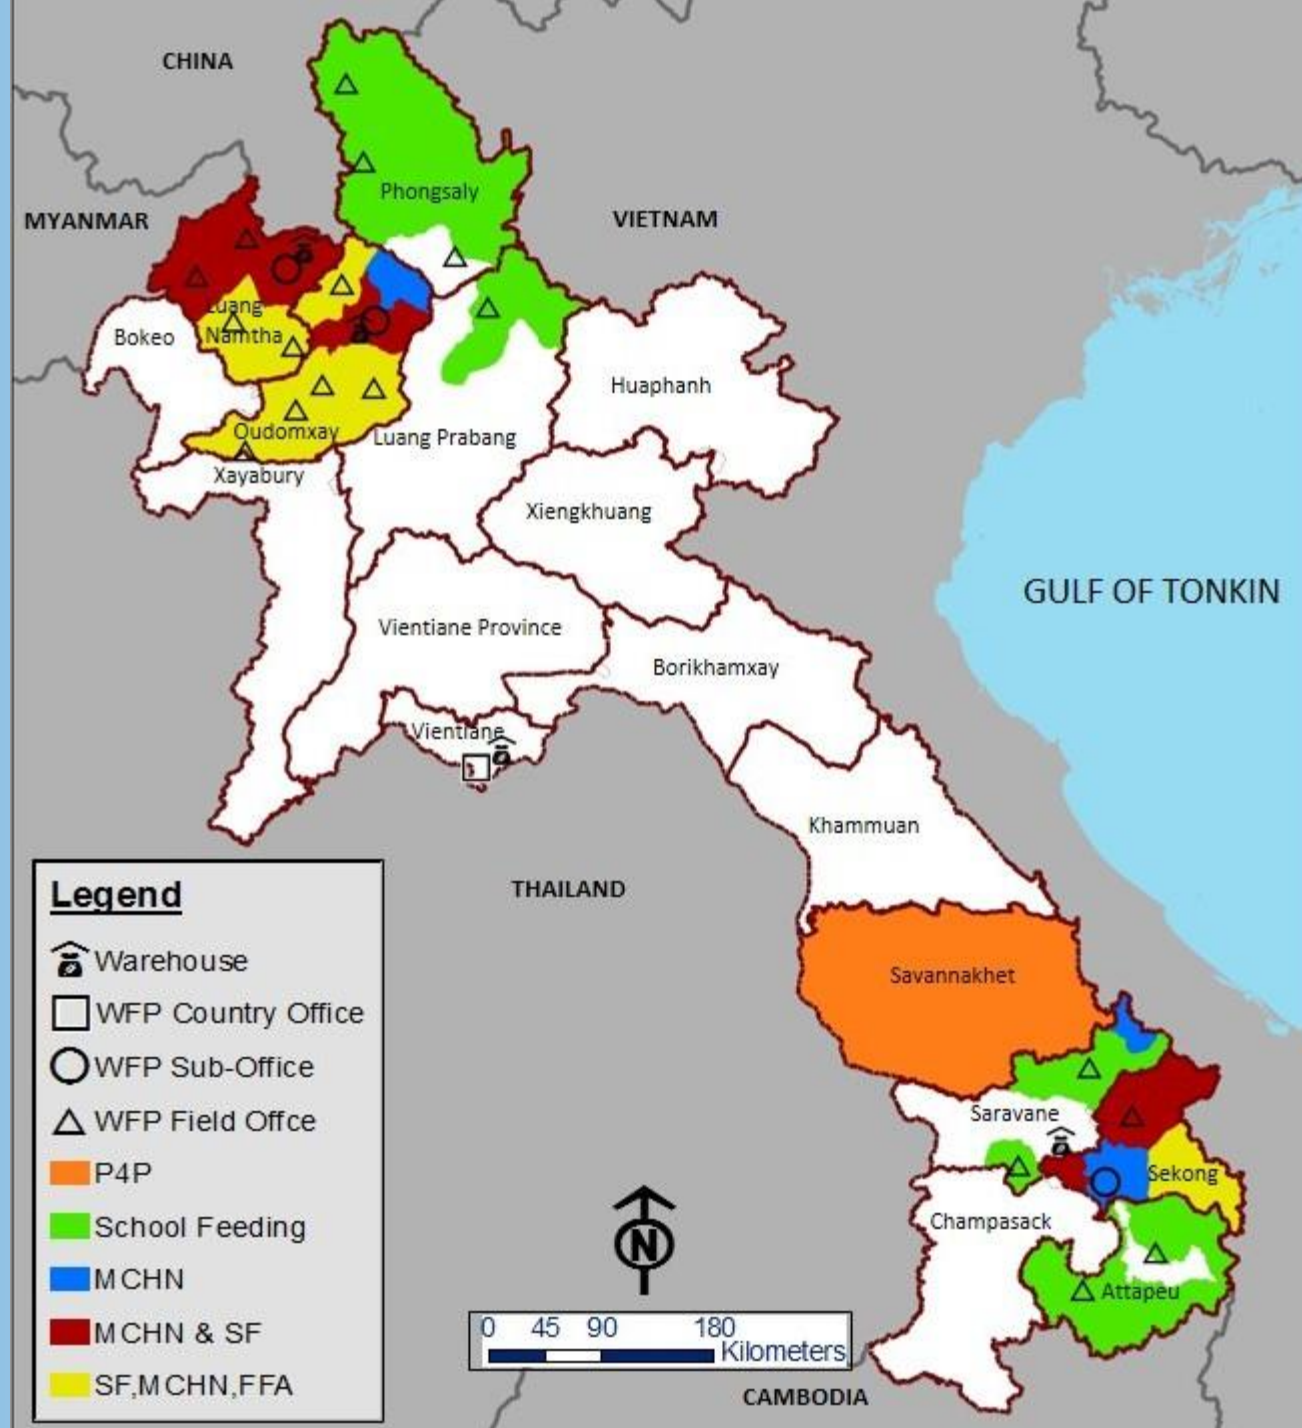 CHINA
MYANMAR
VIETNAM
Phongsaly
Luang
Namtha
Bokeo
Huaphanh
Oudomxay
Luang Prabang
Xayabury
Xiengkhuang
GULF OF TONKIN
Vientiane Province
Borikhamxay
Vientiane
Khammuan
THAILAND
Savannakhet
Saravane
Sekong
Champasack
Attapeu
CAMBODIA
Legend
Warehouse
WFP Country Office
WFP Sub-Office
WFP Field Offce
P4P
School Feeding
MCHN
MCHN & SF
SF,MCHN,FFA
N
0 45 90 180
Kilometers